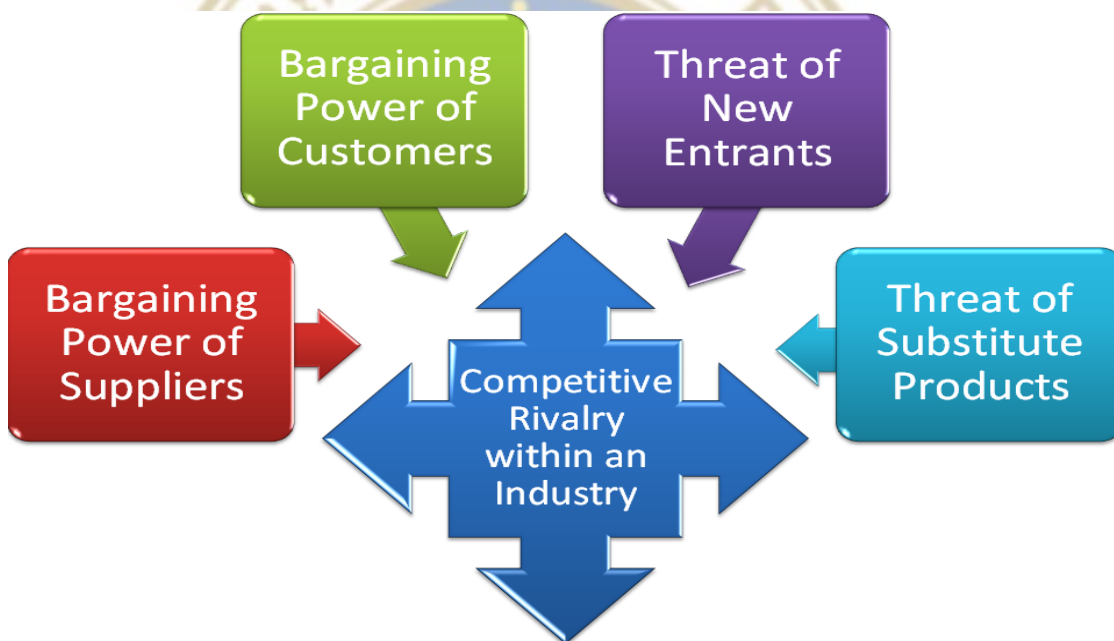 Bargaining
Power of
Customers
Threat of
New
Entrants
Bargaining
Power of
Suppliers
Threat of
Substitute
Products
Competitive
Rivalry
within an
Industry